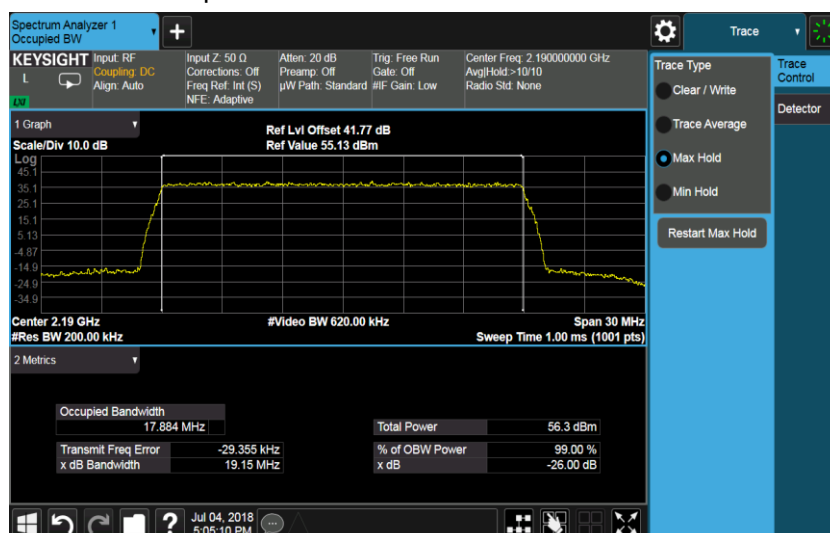 Spectrum Analyzer 1
Occupied BW
Trace
KEYSIGHT
L
LXI
Input: RF
Coupling: DC
Align: Auto
Input Z: 50 Ω
Corrections: Off
Freq Ref: Int (S)
NFE: Adaptive
Atten: 20 dB
Preamp: Off
µW Path: Standard
Trig: Free Run
Gate: Off
#IF Gain: Low
Center Freq: 2.190000000 GHz
Avg|Hold:>10/10
Radio Std: None
Trace Type
Clear / Write
Trace Average
Max Hold
Min Hold
Restart Max Hold
Trace
Control
Detector
1 Graph
Scale/Div 10.0 dB
Ref Lvl Offset 41.77 dB
Ref Value 55.13 dBm
Log
45.1
35.1
25.1
15.1
5.13
-4.87
-14.9
-24.9
-34.9
Center 2.19 GHz
#Res BW 200.00 kHz
#Video BW 620.00 kHz
Span 30 MHz
Sweep Time 1.00 ms (1001 pts)
2 Metrics
Occupied Bandwidth
17.884 MHz
Total Power 56.3 dBm
Transmit Freq Error -29.355 kHz
% of OBW Power 99.00 %
x dB Bandwidth 19.15 MHz
x dB -26.00 dB
?
Jul 04, 2018
5:05:10 PM